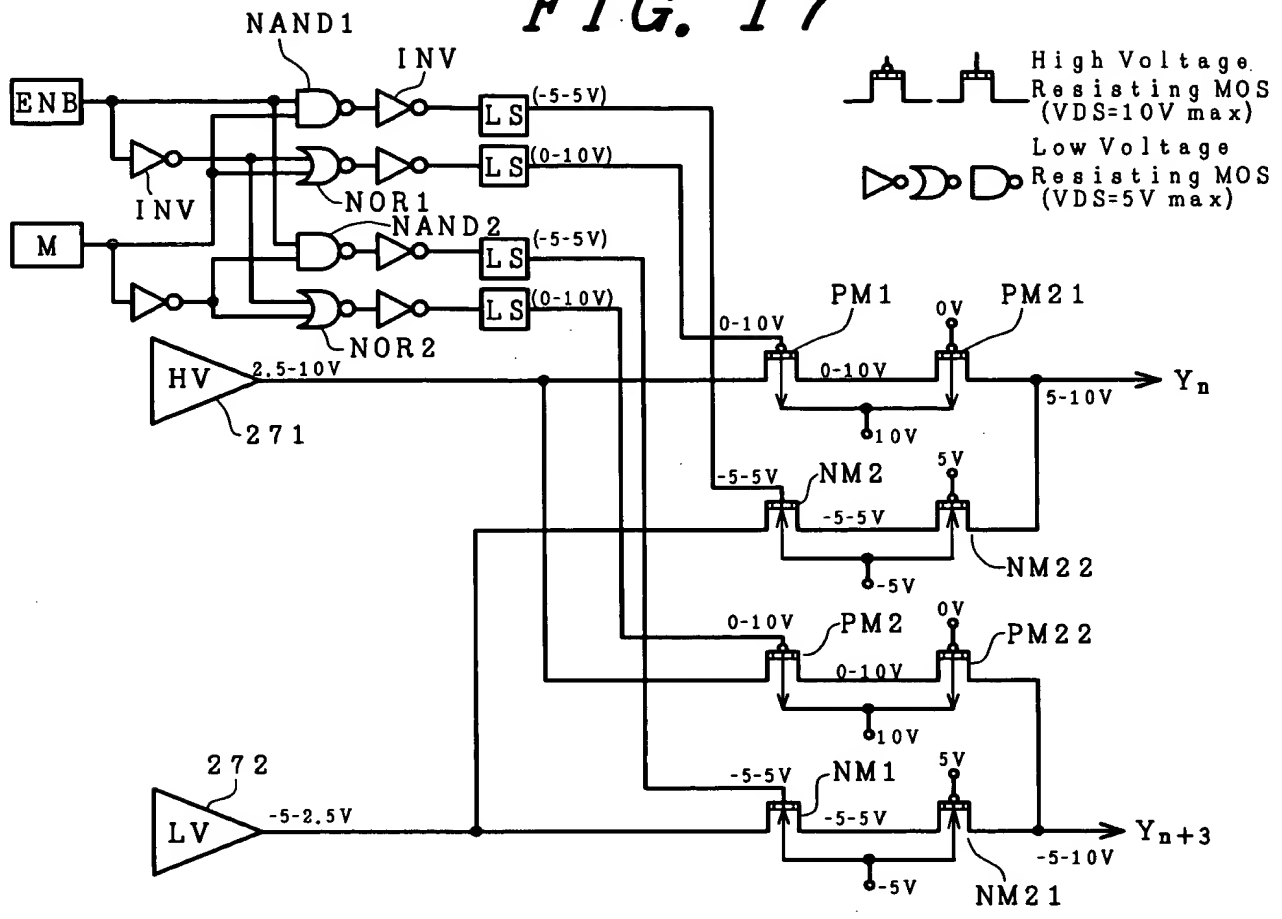 FIG. 17
NAND1
INV
High Voltage
Resisting MOS
(VDS=10V max)
ENB
LS
(-5-5V)
LS
(0-10V)
Low Voltage
Resisting MOS
(VDS=5V max)
INV
NOR1
NAND2
M
LS
(-5-5V)
LS
(0-10V)
NOR2
PM1
PM21
0V
0-10V
HV
2.5-10V
0-10V
5-10V
Yn
271
10V
-5-5V
NM2
5V
-5-5V
NM22
-5V
0-10V
PM2
0V
PM22
0-10V
10V
272
-5-5V
NM1
5V
LV
-5-2.5V
-5-5V
Yn+3
-5-10V
-5V
NM21